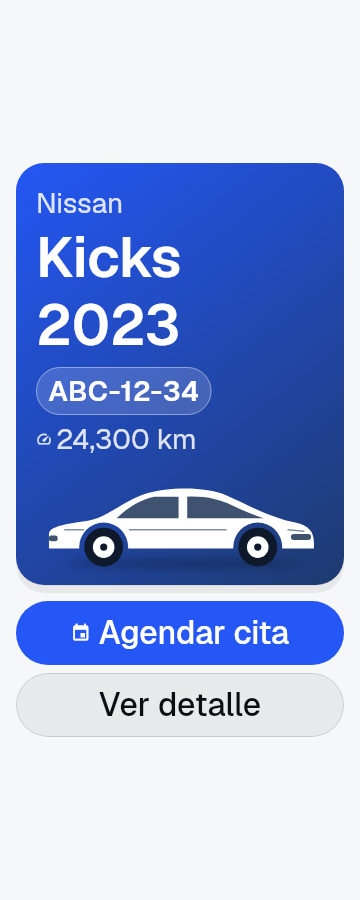 Nissan
Kicks
2023
ABC-12-34
24,300 km
Agendar cita
Ver detalle